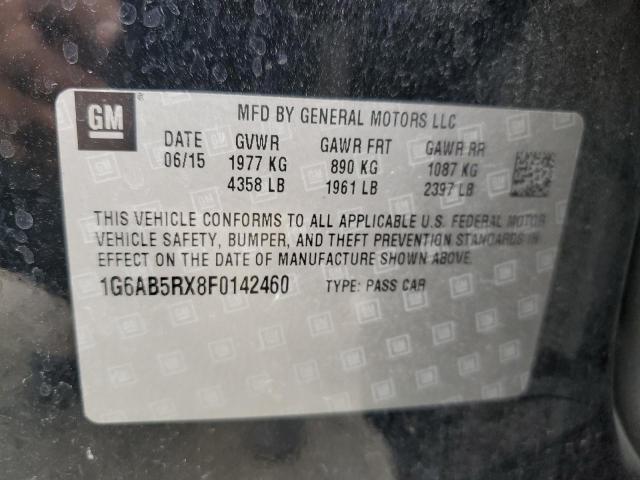 GM
MFD BY GENERAL MOTORS LLC
DATE GVWR GAWR FRT GAWR RR
06/15 1977 KG 890 KG 1087 KG
4358 LB 1961 LB 2397 LB
THIS VEHICLE CONFORMS TO ALL APPLICABLE U.S. FEDERAL MOTOR
VEHICLE SAFETY, BUMPER, AND THEFT PREVENTION STANDARDS IN
EFFECT ON THE DATE OF MANUFACTURE SHOWN ABOVE.
1G6AB5RX8F0142460 TYPE: PASS CAR